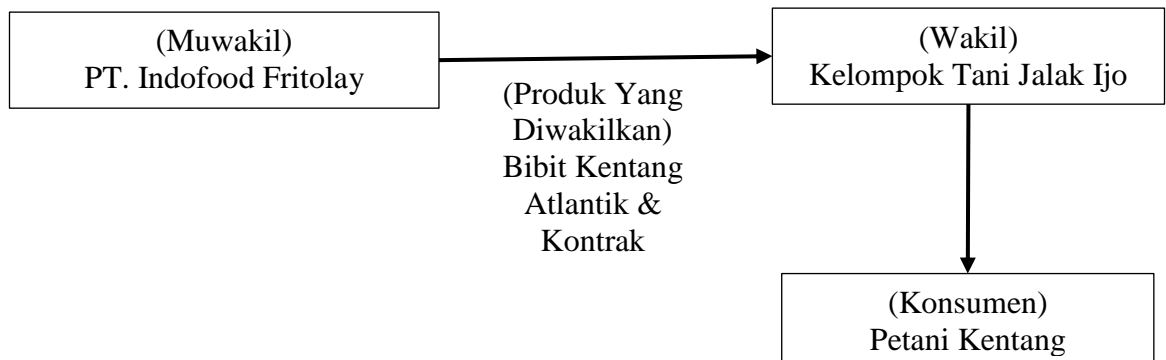 (Muwakil)
PT. Indofood Fritolay
(Wakil)
Kelompok Tani Jalak Ijo
(Produk Yang
Diwakilkan)
Bibit Kentang
Atlantik &
Kontrak
(Konsumen)
Petani Kentang